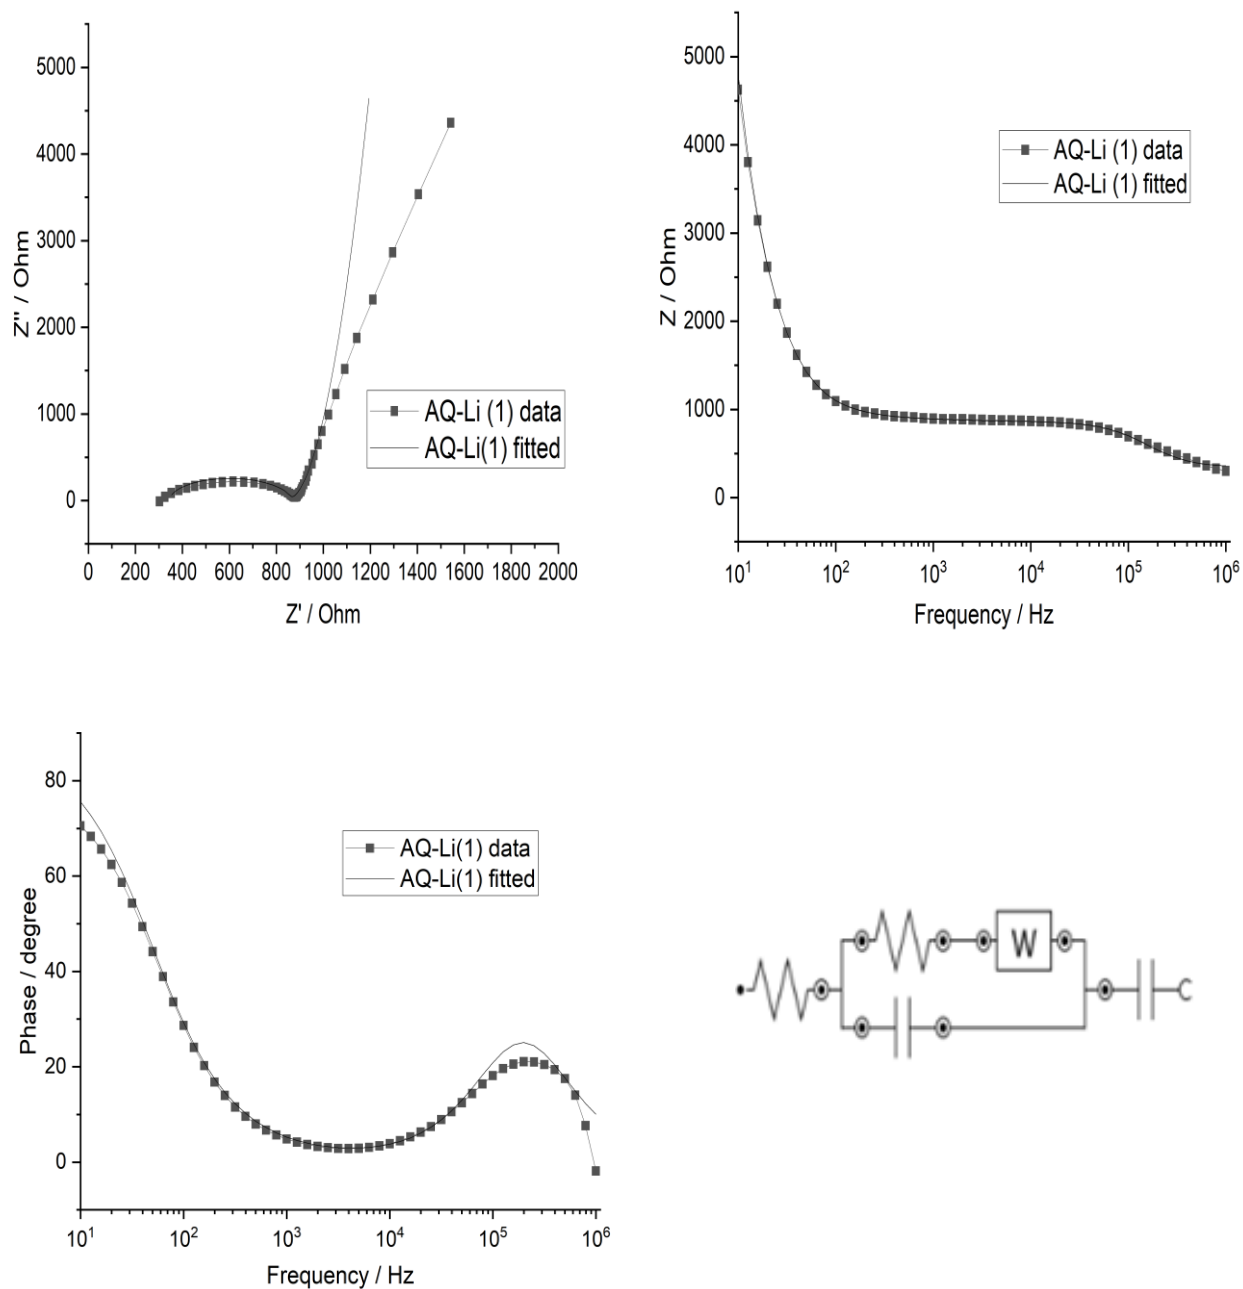 5000
4000
3000
2000
1000
0
Z'' / Ohm
AQ-Li (1) data
AQ-Li(1) fitted
0 200 400 600 800 1000 1200 1400 1600 1800 2000
Z' / Ohm
5000
4000
3000
2000
1000
0
Z / Ohm
AQ-Li (1) data
AQ-Li (1) fitted
10¹ 10² 10³ 10⁴ 10⁵ 10⁶
Frequency / Hz
80
60
40
20
0
Phase / degree
AQ-Li(1) data
AQ-Li(1) fitted
10¹ 10² 10³ 10⁴ 10⁵ 10⁶
Frequency / Hz
W